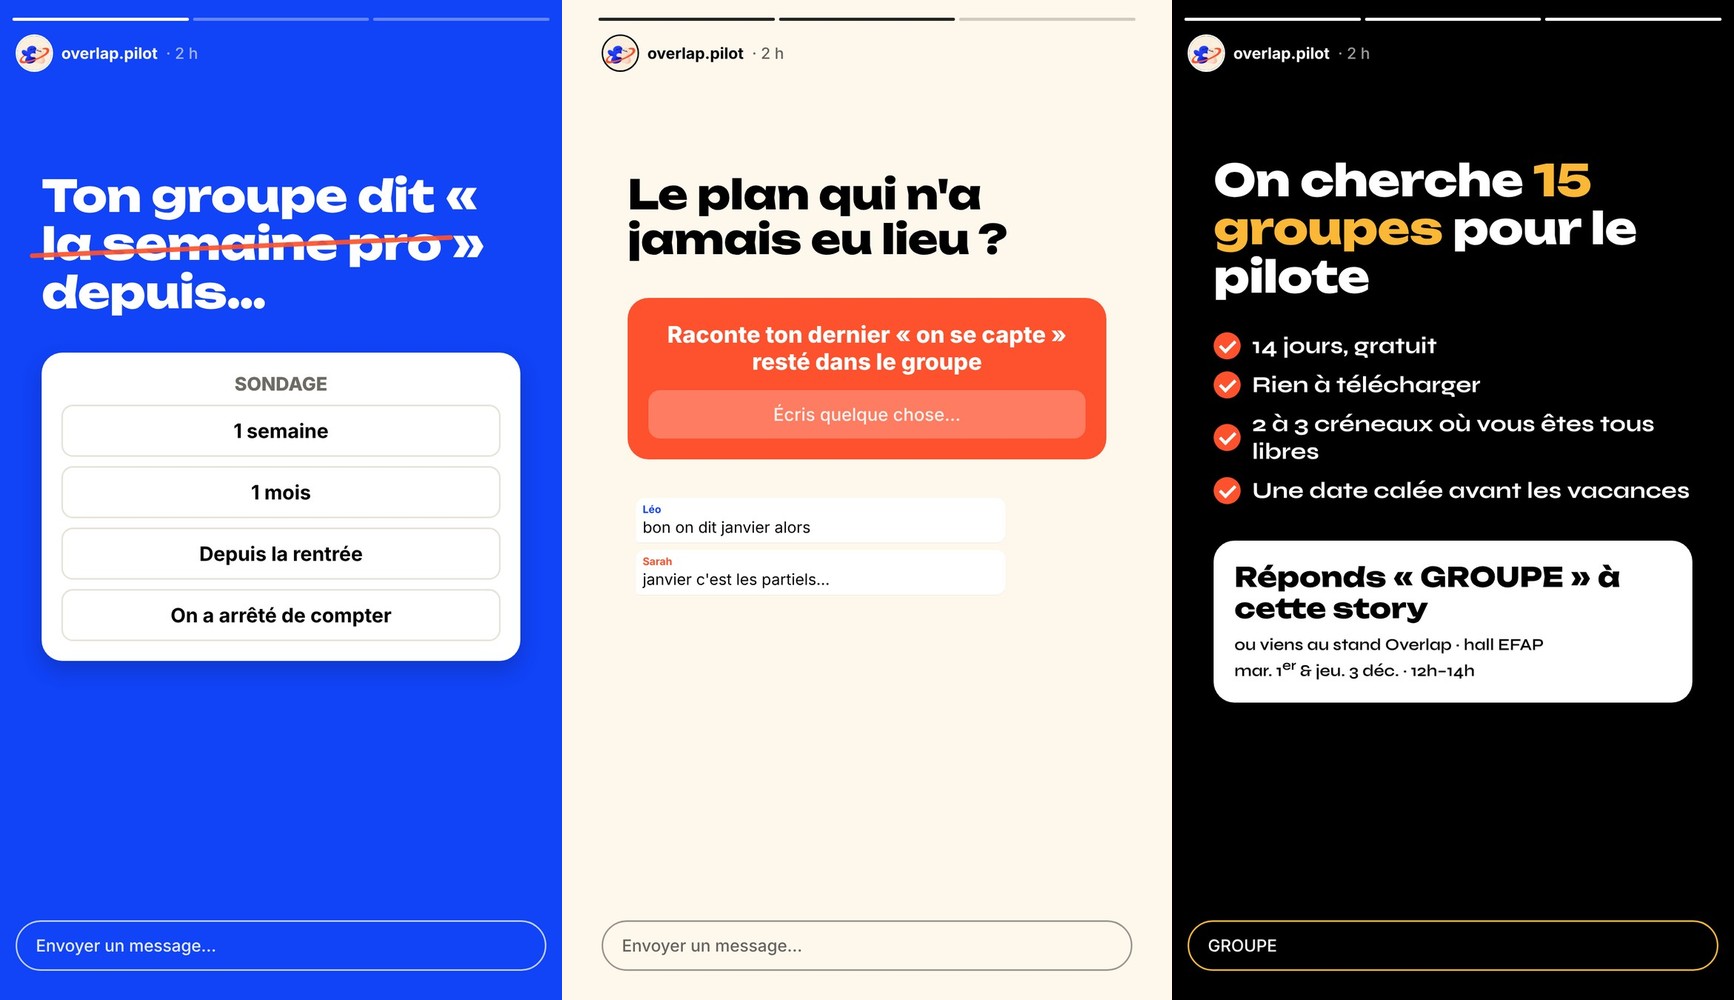 overlap.pilot · 2 h
Ton groupe dit «
la semaine pro »
depuis...
SONDAGE
1 semaine
1 mois
Depuis la rentrée
On a arrêté de compter
Envoyer un message...
overlap.pilot · 2 h
Le plan qui n'a
jamais eu lieu ?
Raconte ton dernier « on se capte »
resté dans le groupe
Écris quelque chose...
Léo
bon on dit janvier alors
Sarah
janvier c'est les partiels...
Envoyer un message...
overlap.pilot · 2 h
On cherche 15
groupes pour le
pilote
14 jours, gratuit
Rien à télécharger
2 à 3 créneaux où vous êtes tous
libres
Une date calée avant les vacances
Réponds « GROUPE » à
cette story
ou viens au stand Overlap · hall EFAP
mar. 1er & jeu. 3 déc. · 12h–14h
GROUPE